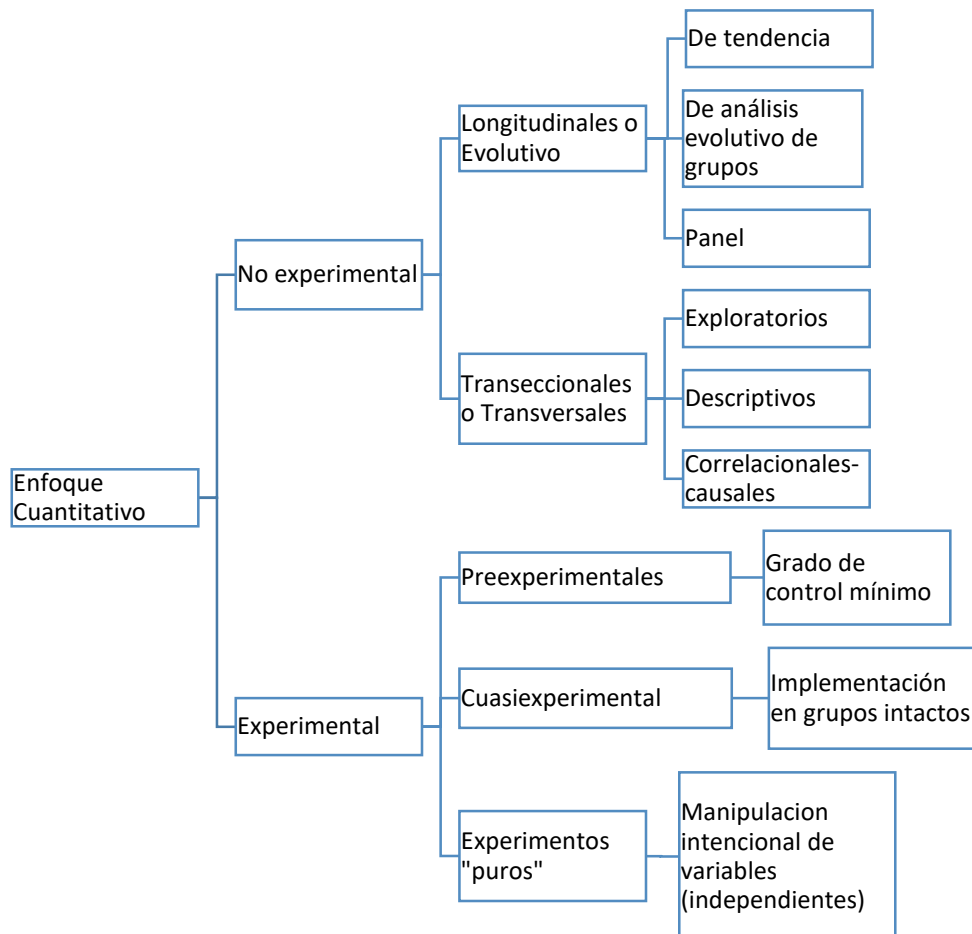 De tendencia
Longitudinales o
Evolutivo
De análisis
evolutivo de
grupos
Panel
No experimental
Exploratorios
Transeccionales
o Transversales
Descriptivos
Correlacionales-
causales
Enfoque
Cuantitativo
Preexperimentales
Grado de
control mínimo
Cuasiexperimental
Implementación
en grupos intactos
Experimental
Experimentos
"puros"
Manipulacion
intencional de
variables
(independientes)